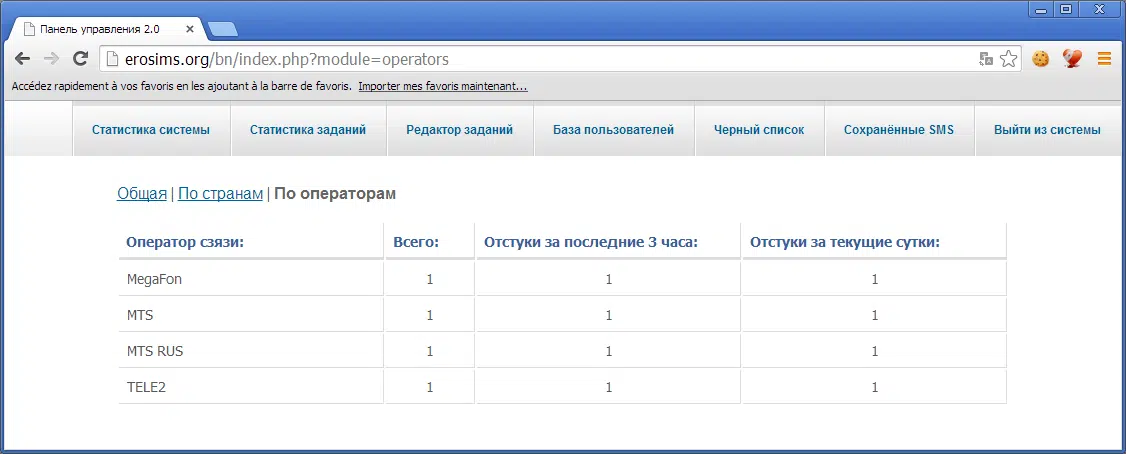 Панель управления 2.0
erosims.org/bn/index.php?module=operators
Accédez rapidement à vos favoris en les ajoutant à la barre de favoris. Importer mes favoris maintenant...
Статистика системы Статистика заданий Редактор заданий База пользователей Черный список Сохранённые SMS Выйти из системы
Общая | По странам | По операторам
Оператор сзязи: Всего: Отстуки за последние 3 часа: Отстуки за текущие сутки:
MegaFon 1 1 1
MTS 1 1 1
MTS RUS 1 1 1
TELE2 1 1 1